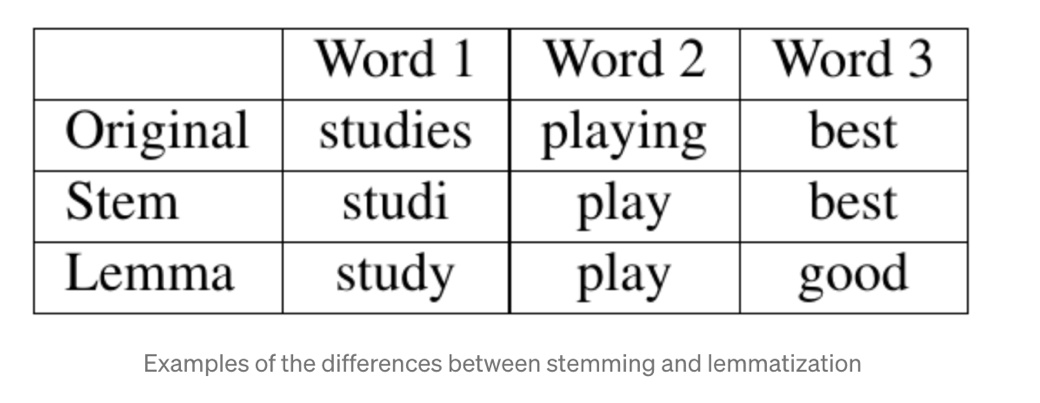 Word 1 Word 2 Word 3
Original studies playing best
Stem studi play best
Lemma study play good
Examples of the differences between stemming and lemmatization